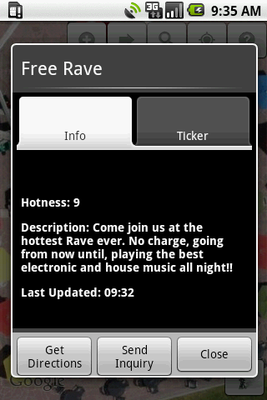 3G
9:35 AM
Free Rave
Info
Ticker
Hotness: 9
Description: Come join us at the
hottest Rave ever. No charge, going
from now until, playing the best
electronic and house music all night!!
Last Updated: 09:32
Get
Directions
Send
Inquiry
Close
Google